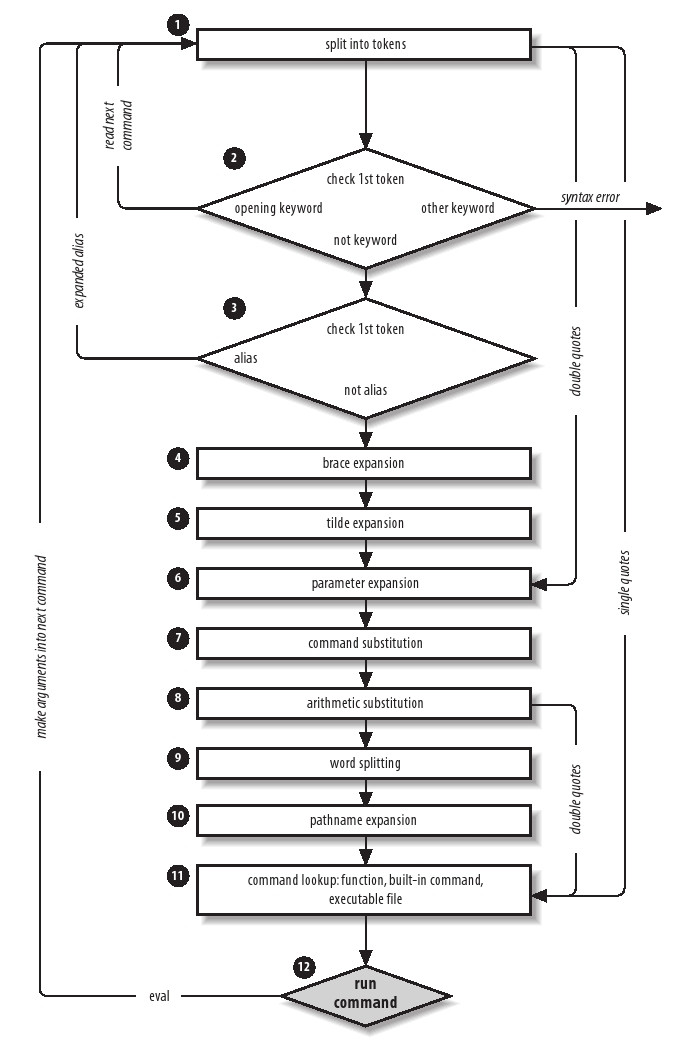 1
split into tokens
read next
command
2
check 1st token
opening keyword
other keyword
not keyword
syntax error
expanded alias
3
check 1st token
alias
not alias
double quotes
4
brace expansion
5
tilde expansion
6
parameter expansion
single quotes
make arguments into next command
7
command substitution
8
arithmetic substitution
9
word splitting
double quotes
10
pathname expansion
11
command lookup: function, built-in command,
executable file
12
run
command
eval